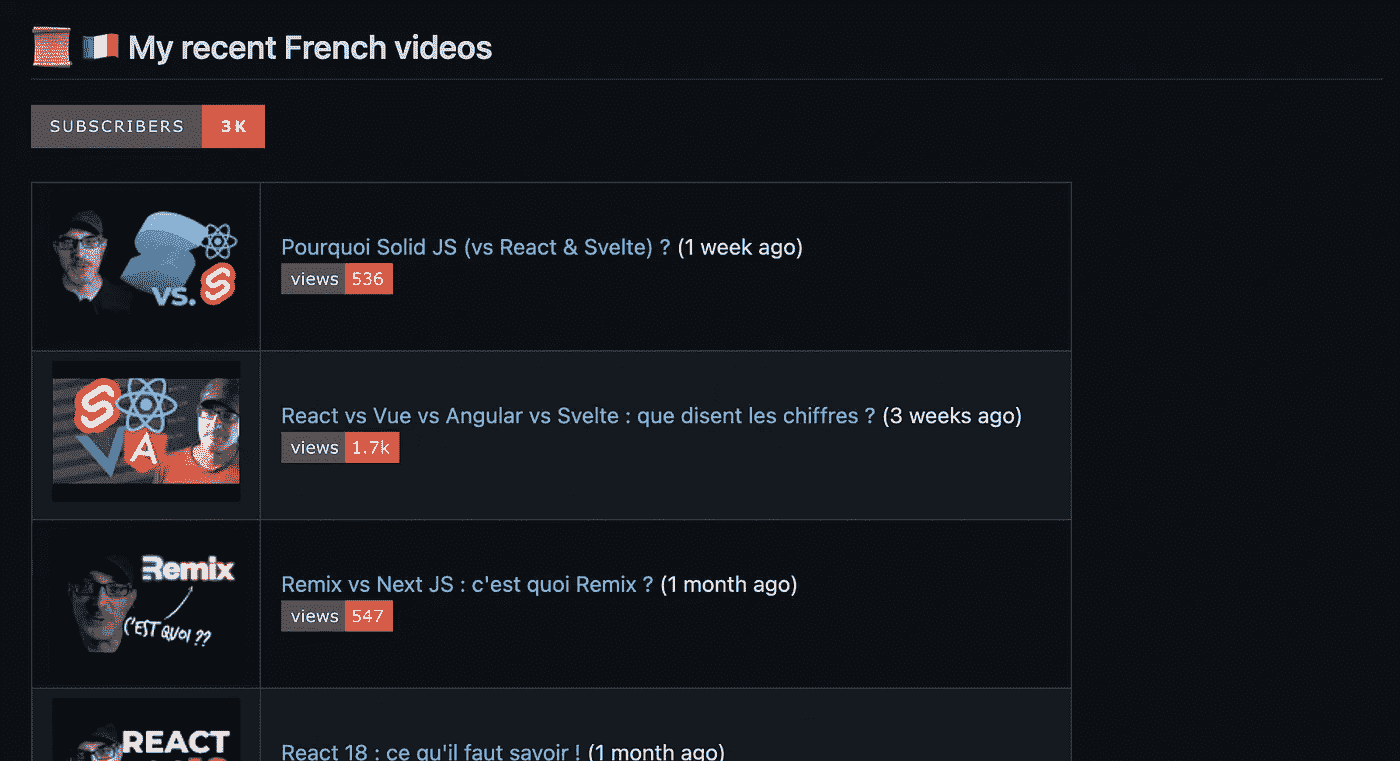 My recent French videos
SUBSCRIBERS 3K
VS.
Pourquoi Solid JS (vs React & Svelte) ? (1 week ago)
views 536
React vs Vue vs Angular vs Svelte : que disent les chiffres ? (3 weeks ago)
views 1.7k
Remix
C'EST QUOI ??
Remix vs Next JS : c'est quoi Remix ? (1 month ago)
views 547
REACT
React 18 : ce qu'il faut savoir ! (1 month ago)